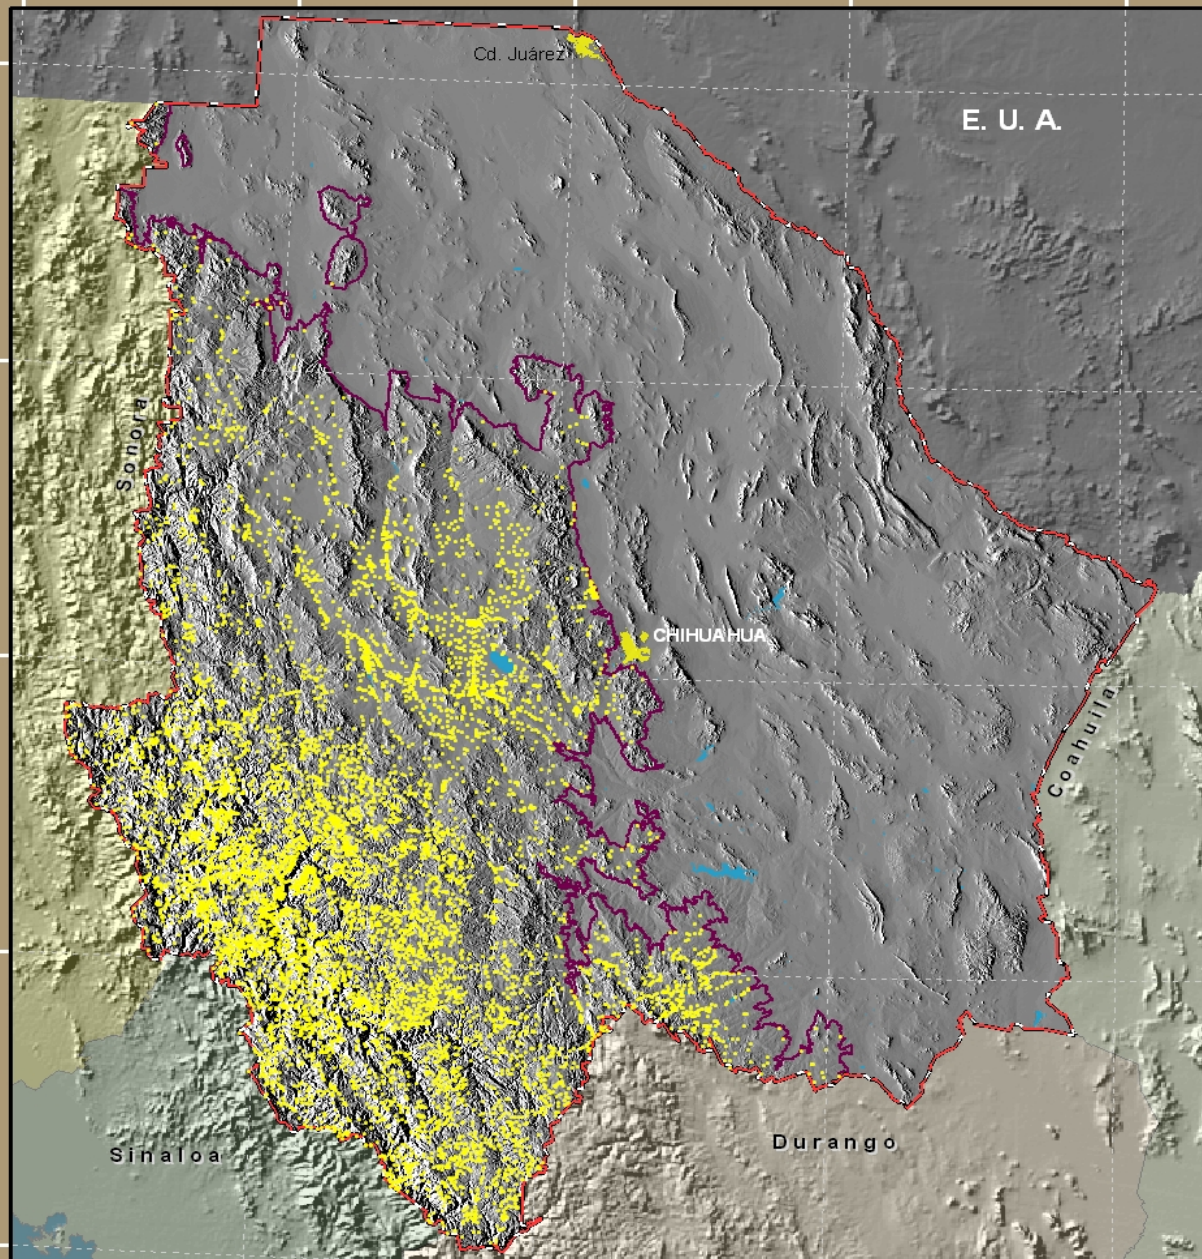 Cd. Juárez
E. U. A.
Sonora
CHIHUAHUA
Coahuila
Durango
Sinaloa